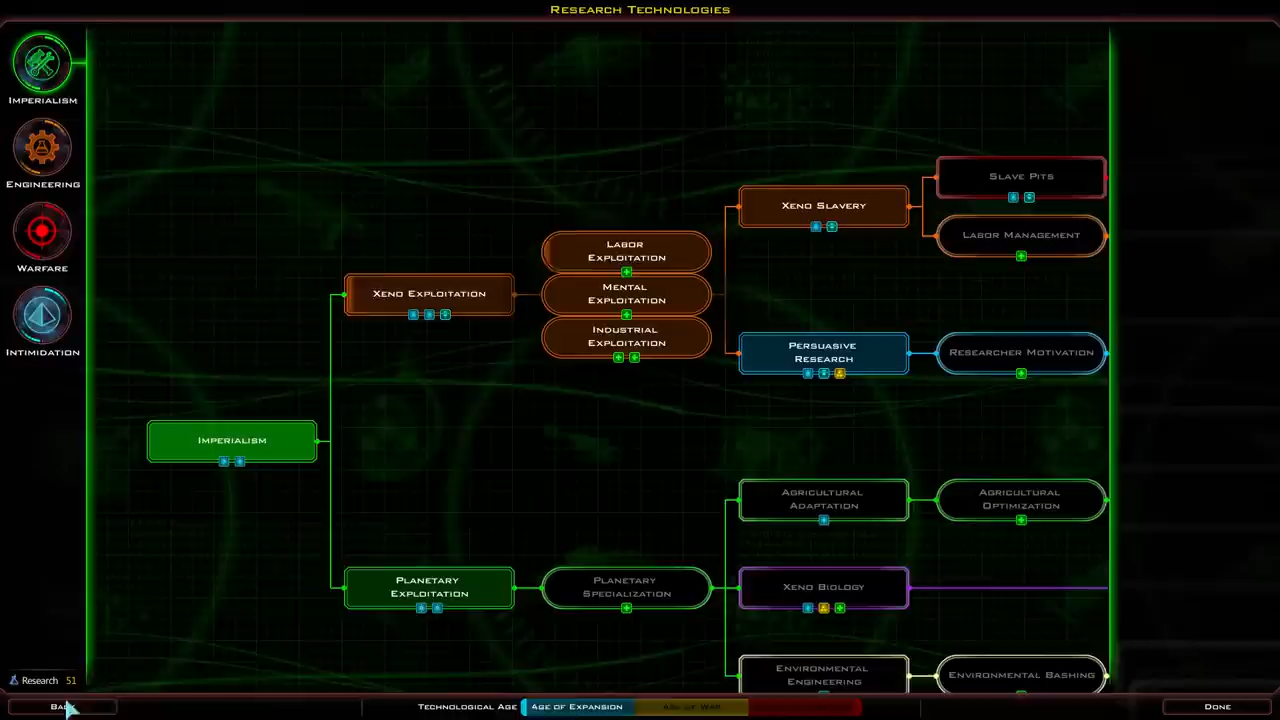 Research Technologies
Imperialism
Engineering
Warfare
Intimidation
Slave Pits
Xeno Slavery
Labor Management
Labor
Exploitation
Xeno Exploitation
Mental
Exploitation
Industrial
Exploitation
Persuasive
Research
Researcher Motivation
Imperialism
Agricultural
Adaptation
Agricultural
Optimization
Planetary
Exploitation
Planetary
Specialization
Xeno Biology
Environmental
Engineering
Environmental Bashing
Research 51
Back
Technological Age
Age of Expansion
Age of War
Done